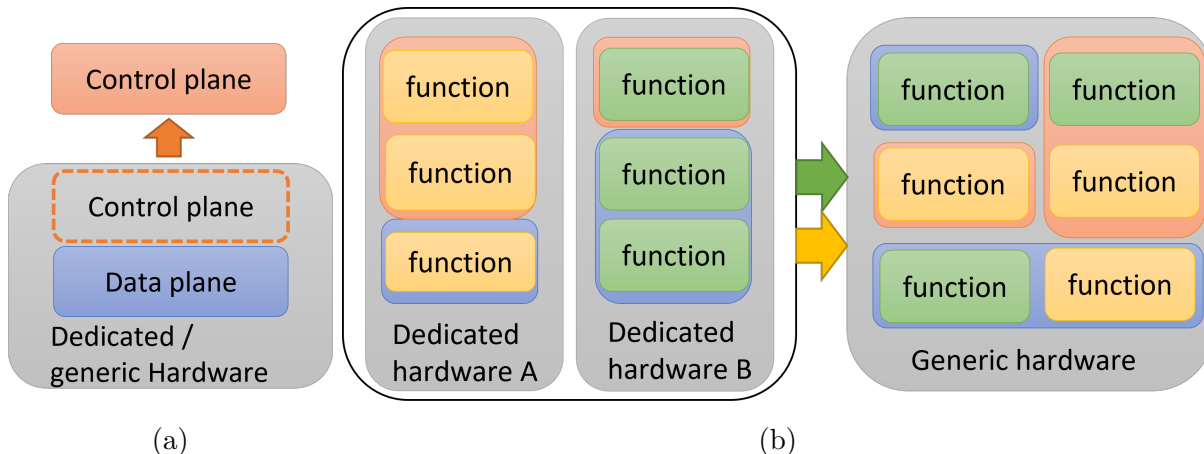 Control plane
Control plane
Data plane
Dedicated /
generic Hardware
(a)
function
function
function
Dedicated
hardware A
function
function
function
Dedicated
hardware B
function
function
function
function
function
function
Generic hardware
(b)